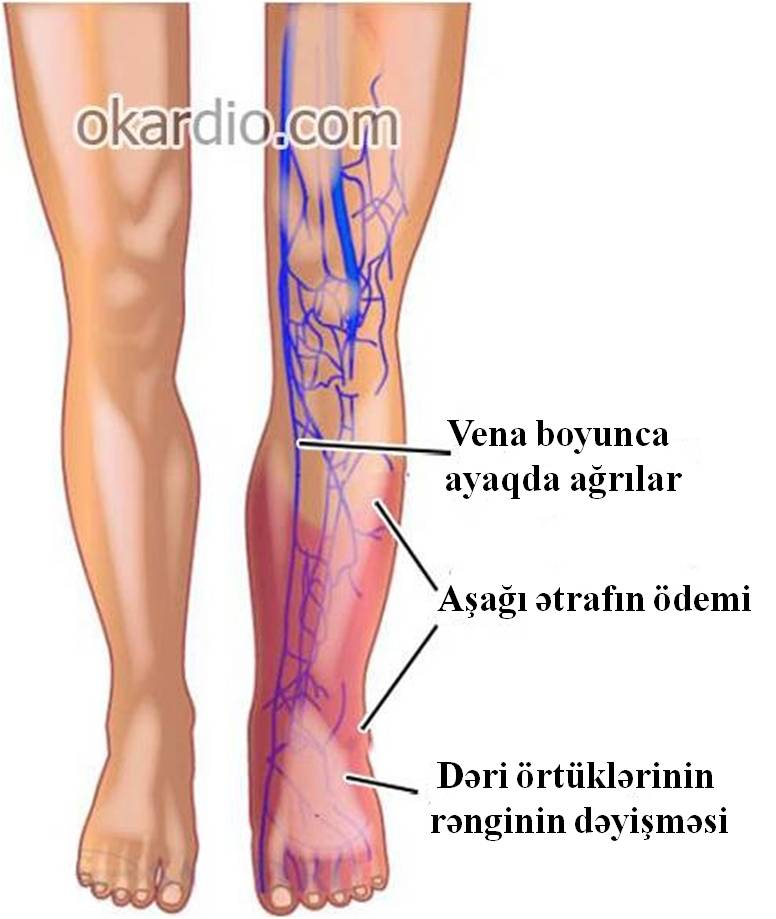 okardio.com
Vena boyunca
ayaqda ağrılar
Aşağı ətrafın ödemi
Dəri örtüklərinin
rənginin dəyişməsi